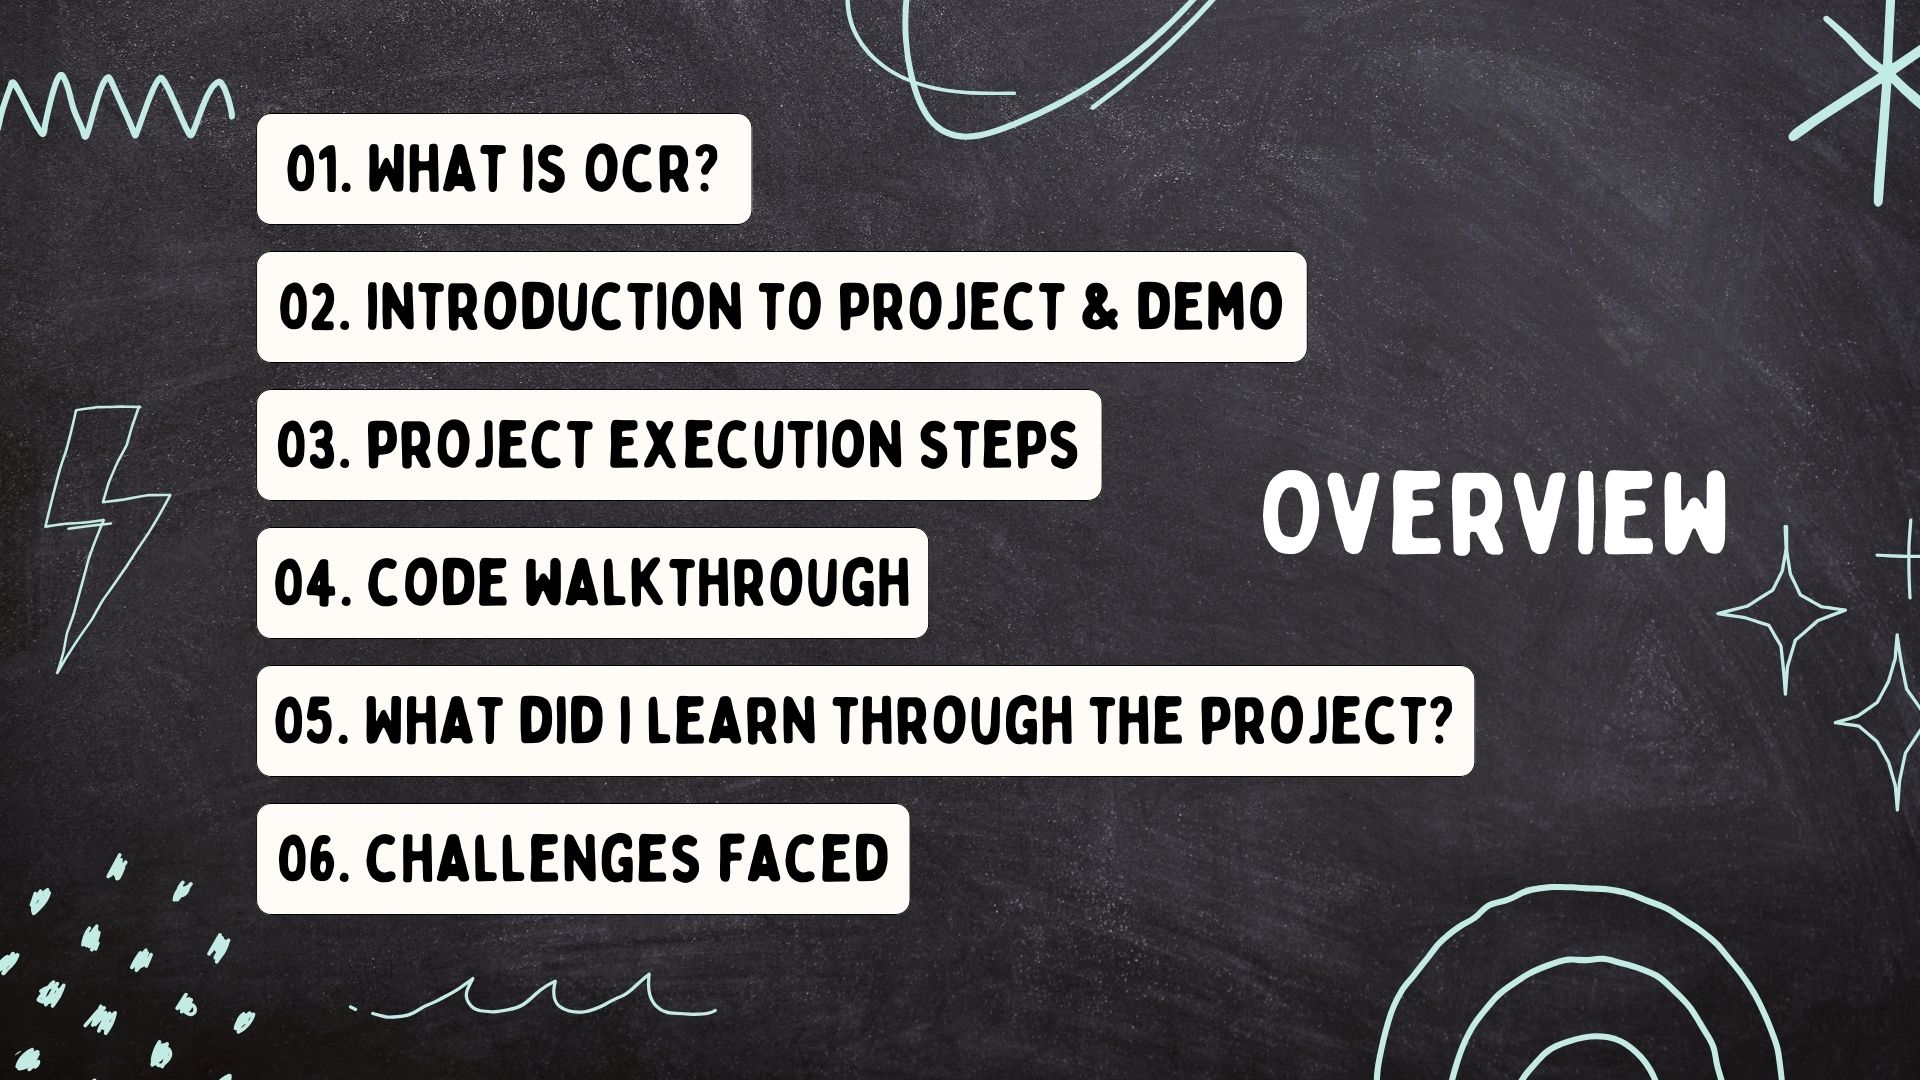 01. WHAT IS OCR?
02. INTRODUCTION TO PROJECT & DEMO
03. PROJECT EXECUTION STEPS
04. CODE WALKTHROUGH
05. WHAT DID I LEARN THROUGH THE PROJECT?
06. CHALLENGES FACED
OVERVIEW